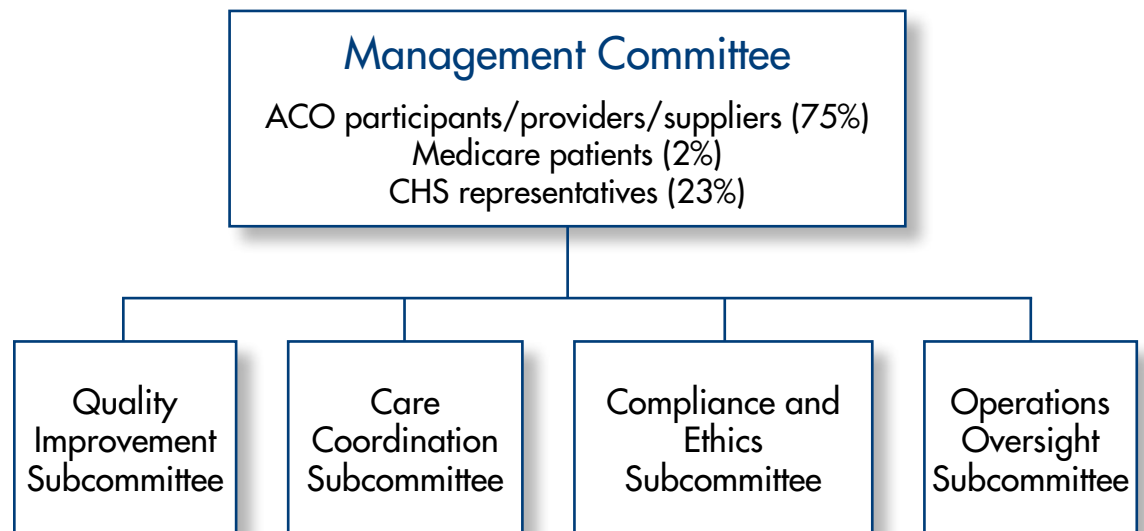 Management Committee
ACO participants/providers/suppliers (75%)
Medicare patients (2%)
CHS representatives (23%)
Quality
Improvement
Subcommittee
Care
Coordination
Subcommittee
Compliance and
Ethics
Subcommittee
Operations
Oversight
Subcommittee